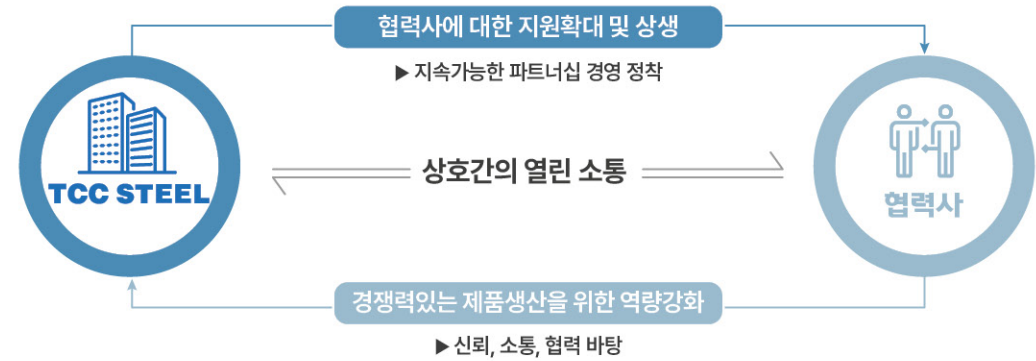 협력사에 대한 지원확대 및 상생
▶ 지속가능한 파트너십 경영 정착
TCC STEEL
상호간의 열린 소통
협력사
경쟁력있는 제품생산을 위한 역량강화
▶ 신뢰, 소통, 협력 바탕